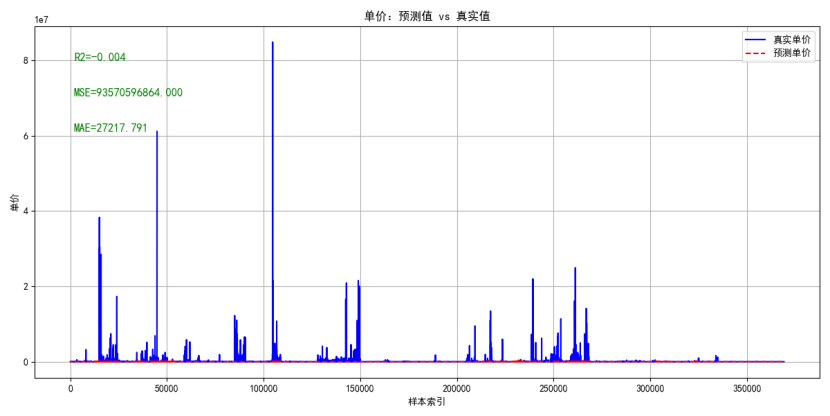 单价: 预测值 vs 真实值
1e7
R2=-0.004
MSE=93570596864.000
MAE=27217.791
真实单价
预测单价
8
6
4
2
0
单价
0 50000 100000 150000 200000 250000 300000 350000
样本索引